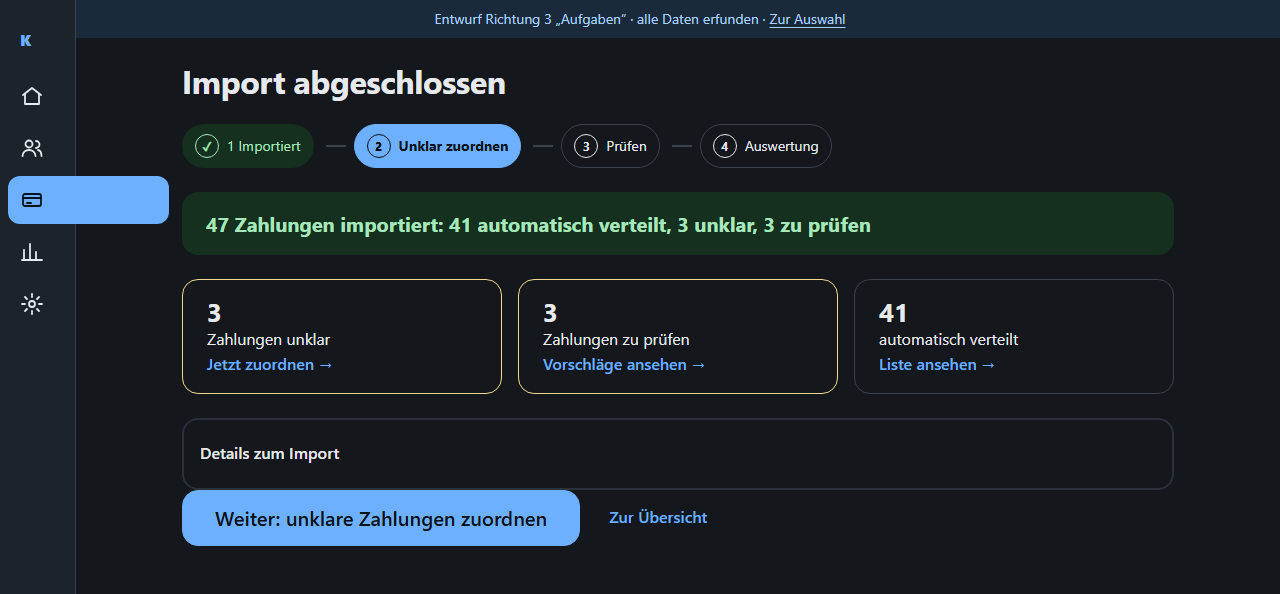 Entwurf Richtung 3 „Aufgaben“ · alle Daten erfunden · Zur Auswahl
K
Import abgeschlossen
✓ 1 Importiert
2 Unklar zuordnen
3 Prüfen
4 Auswertung
47 Zahlungen importiert: 41 automatisch verteilt, 3 unklar, 3 zu prüfen
3
Zahlungen unklar
Jetzt zuordnen →
3
Zahlungen zu prüfen
Vorschläge ansehen →
41
automatisch verteilt
Liste ansehen →
Details zum Import
Weiter: unklare Zahlungen zuordnen
Zur Übersicht